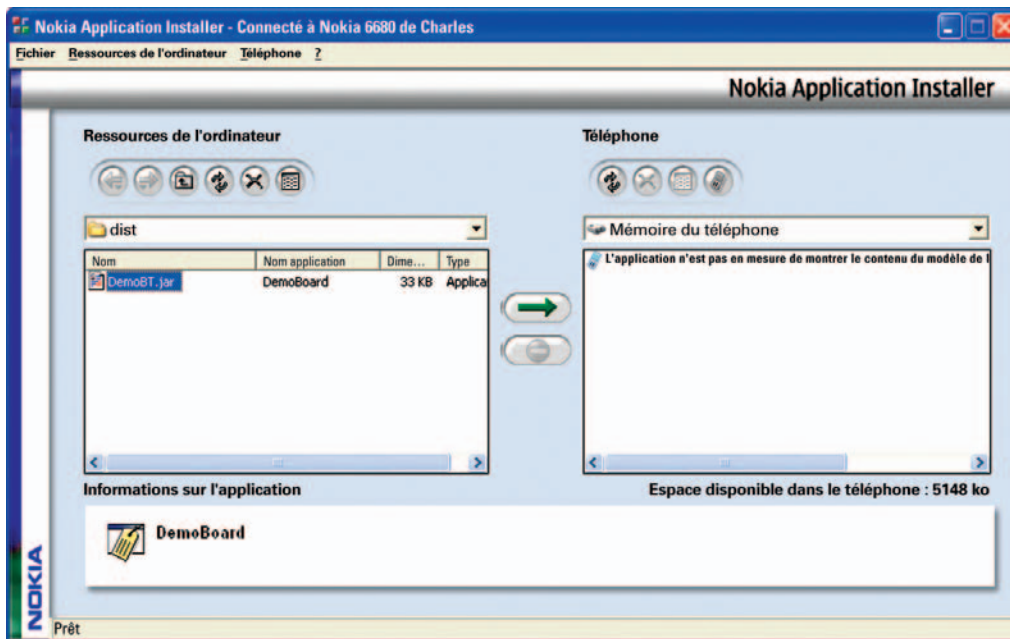 Nokia Application Installer - Connecté à Nokia 6680 de Charles
Fichier Ressources de l'ordinateur Téléphone ?
Nokia Application Installer
Ressources de l'ordinateur
Téléphone
dist
Mémoire du téléphone
Nom Nom application Dime... Type
DemoBT.jar DemoBoard 33 KB Applica
L'application n'est pas en mesure de montrer le contenu du modèle de l
Informations sur l'application
Espace disponible dans le téléphone : 5148 ko
DemoBoard
NOKIA
Prêt